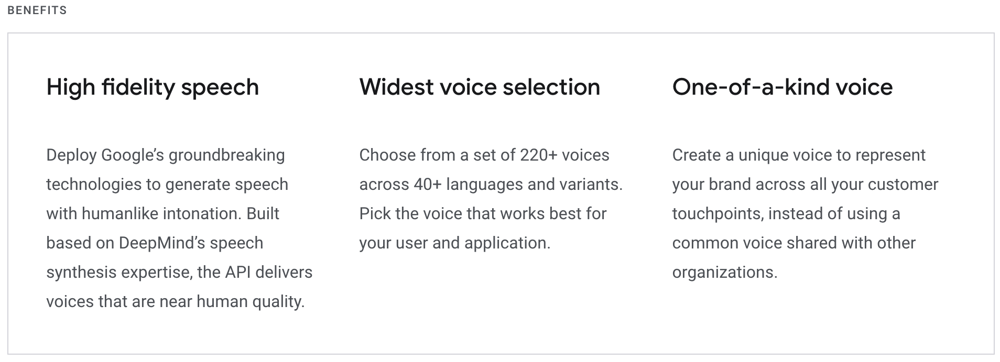 BENEFITS
High fidelity speech
Deploy Google’s groundbreaking
technologies to generate speech
with humanlike intonation. Built
based on DeepMind’s speech
synthesis expertise, the API delivers
voices that are near human quality.
Widest voice selection
Choose from a set of 220+ voices
across 40+ languages and variants.
Pick the voice that works best for
your user and application.
One-of-a-kind voice
Create a unique voice to represent
your brand across all your customer
touchpoints, instead of using a
common voice shared with other
organizations.